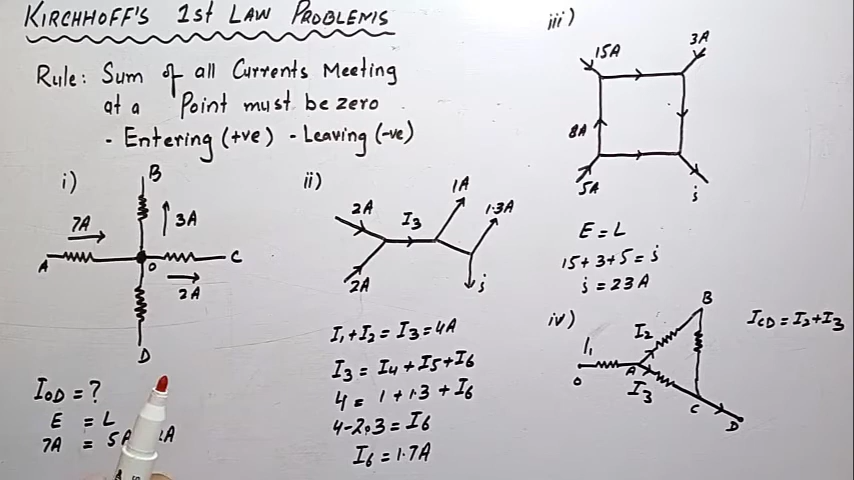 KIRCHHOFF'S 1st LAW PROBLEMS
Rule: Sum of all Currents Meeting
at a Point must be zero
- Entering (+ve) - Leaving (-ve)
i)
B
7A
3A
A
O
C
2A
D
I_OD = ?
E = L
7A = 5A
ii)
2A
I3
1A
1.3A
2A
i
I1 + I2 = I3 = 4A
I3 = I4 + I5 + I6
4 = 1 + 1.3 + I6
4 - 2.3 = I6
I6 = 1.7A
iii)
15A
3A
8A
5A
i
E = L
15 + 3 + 5 = i
i = 23A
iv)
B
I_CD = I2 + I3
I2
I1
O
A
I3
C
D